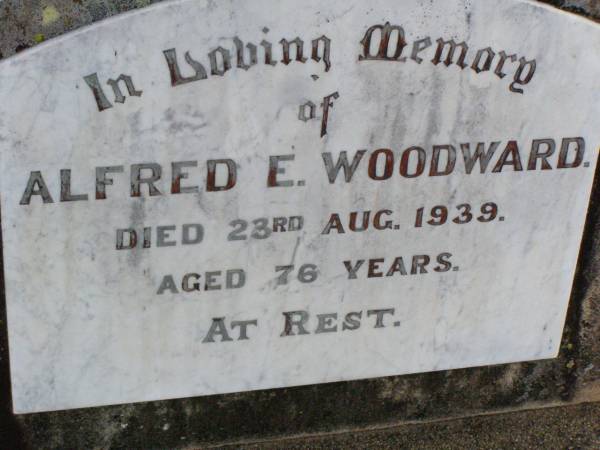 In Loving Memory
of
ALFRED E. WOODWARD.
DIED 23RD AUG. 1939.
AGED 76 YEARS.
AT REST.